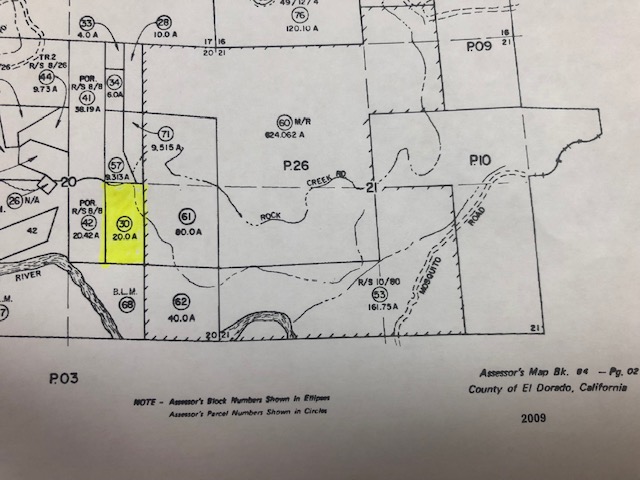 49/12/4
76
120.10 A
33
4.0 A
28
10.0 A
17 16
20 21
P.09
16
21
TR.2
R/S 8/26
44
9.73 A
26
POR.
R/S 8/8
41
38.19 A
34
6.0A
71
9.515 A
60 M/R
624.062 A
P.26
P.10
57
9.313 A
20
CREEK RD
21
ROCK
26 N/A
POR.
R/S 8/8
42
20.42 A
30
20.0 A
61
80.0 A
42
ROAD
MOSQUITO
RIVER
R/S 10/80
53
161.75 A
B.L.M.
68
62
40.0 A
20 21
21
P.03
NOTE - Assessor's Block Numbers Shown in Ellipses
Assessor's Parcel Numbers Shown in Circles
Assessor's Map Bk. 84 - Pg. 02
County of El Dorado, California
2009